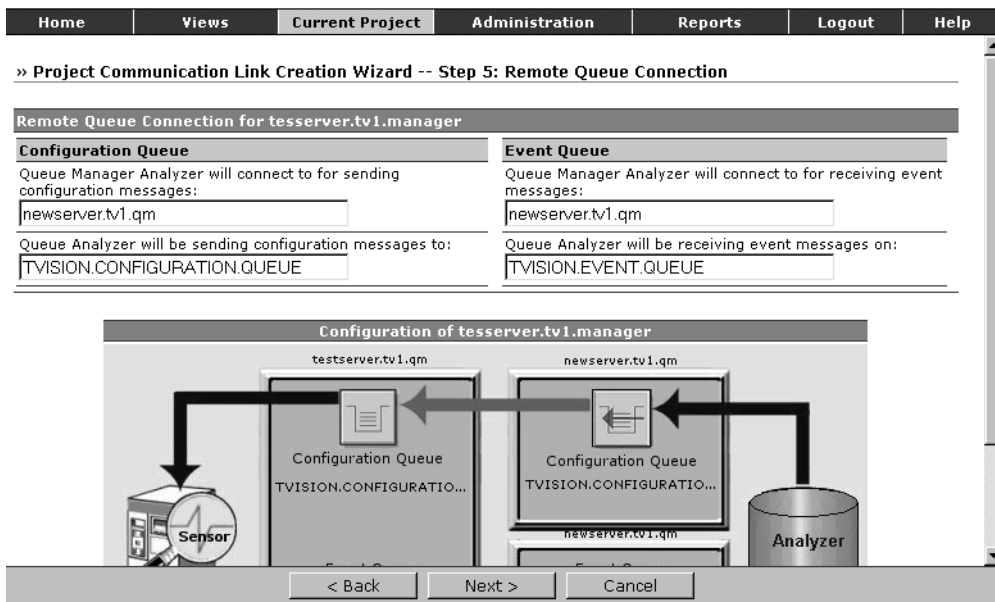 Home Views Current Project Administration Reports Logout Help
» Project Communication Link Creation Wizard -- Step 5: Remote Queue Connection
Remote Queue Connection for tesserver.tv1.manager
Configuration Queue
Queue Manager Analyzer will connect to for sending
configuration messages:
newserver.tv1.qm
Queue Analyzer will be sending configuration messages to:
TVISION.CONFIGURATION.QUEUE
Event Queue
Queue Manager Analyzer will connect to for receiving event
messages:
newserver.tv1.qm
Queue Analyzer will be receiving event messages on:
TVISION.EVENT.QUEUE
Configuration of tesserver.tv1.manager
testserver.tv1.qm
newserver.tv1.qm
Configuration Queue
TVISION.CONFIGURATIO...
Configuration Queue
TVISION.CONFIGURATIO...
newserver.tv1.qm
Sensor
Analyzer
< Back Next > Cancel